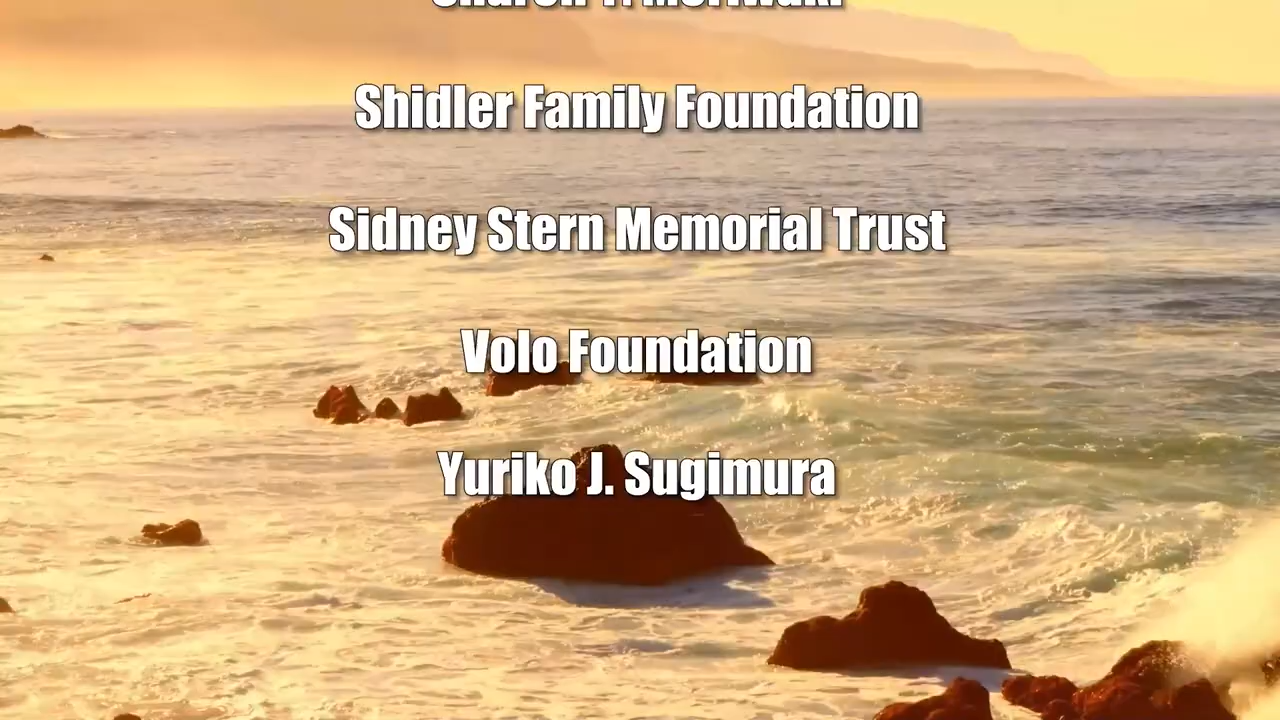 Shidler Family Foundation
Sidney Stern Memorial Trust
Volo Foundation
Yuriko J. Sugimura